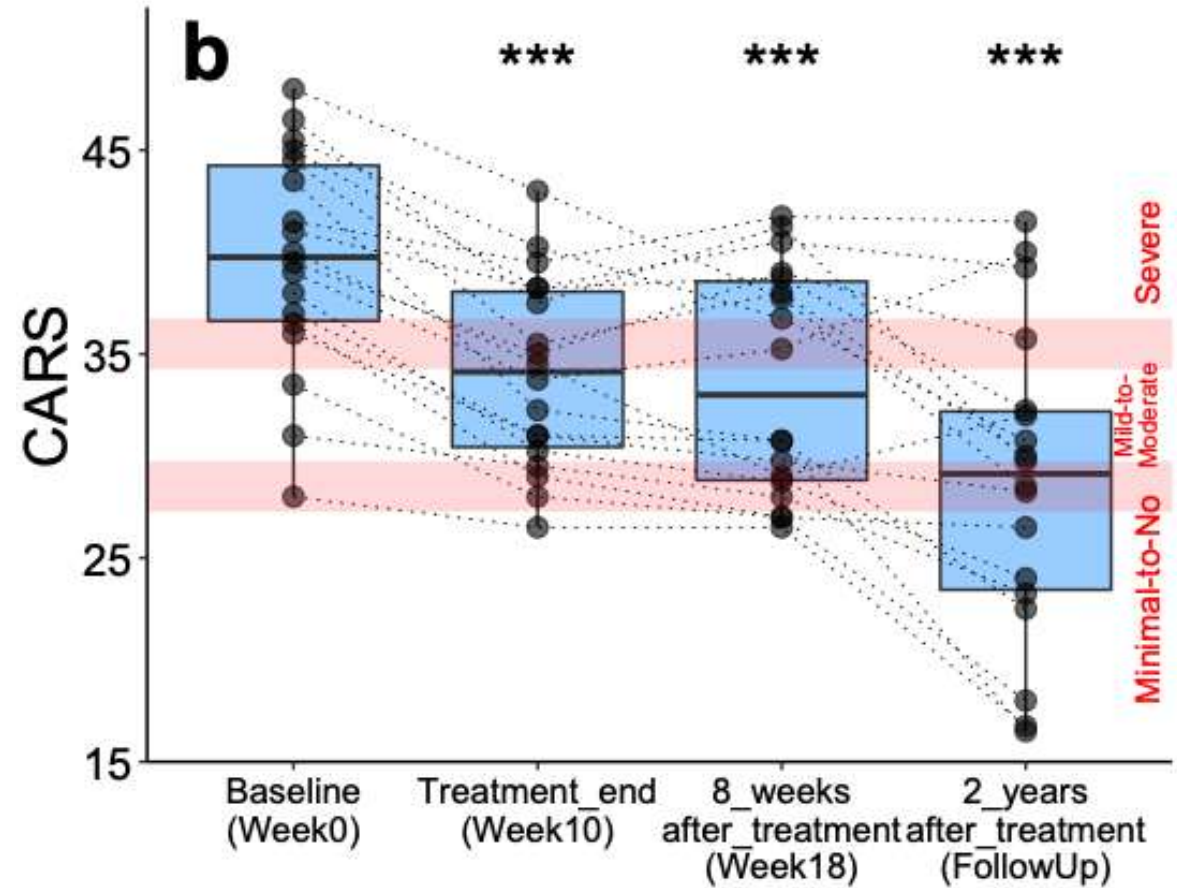 b
***
***
***
CARS
45
35
25
15
Severe
Mild-to-
Moderate
Minimal-to-No
Baseline
(Week0)
Treatment_end
(Week10)
8_weeks
after_treatment
(Week18)
2_years
after_treatment
(FollowUp)